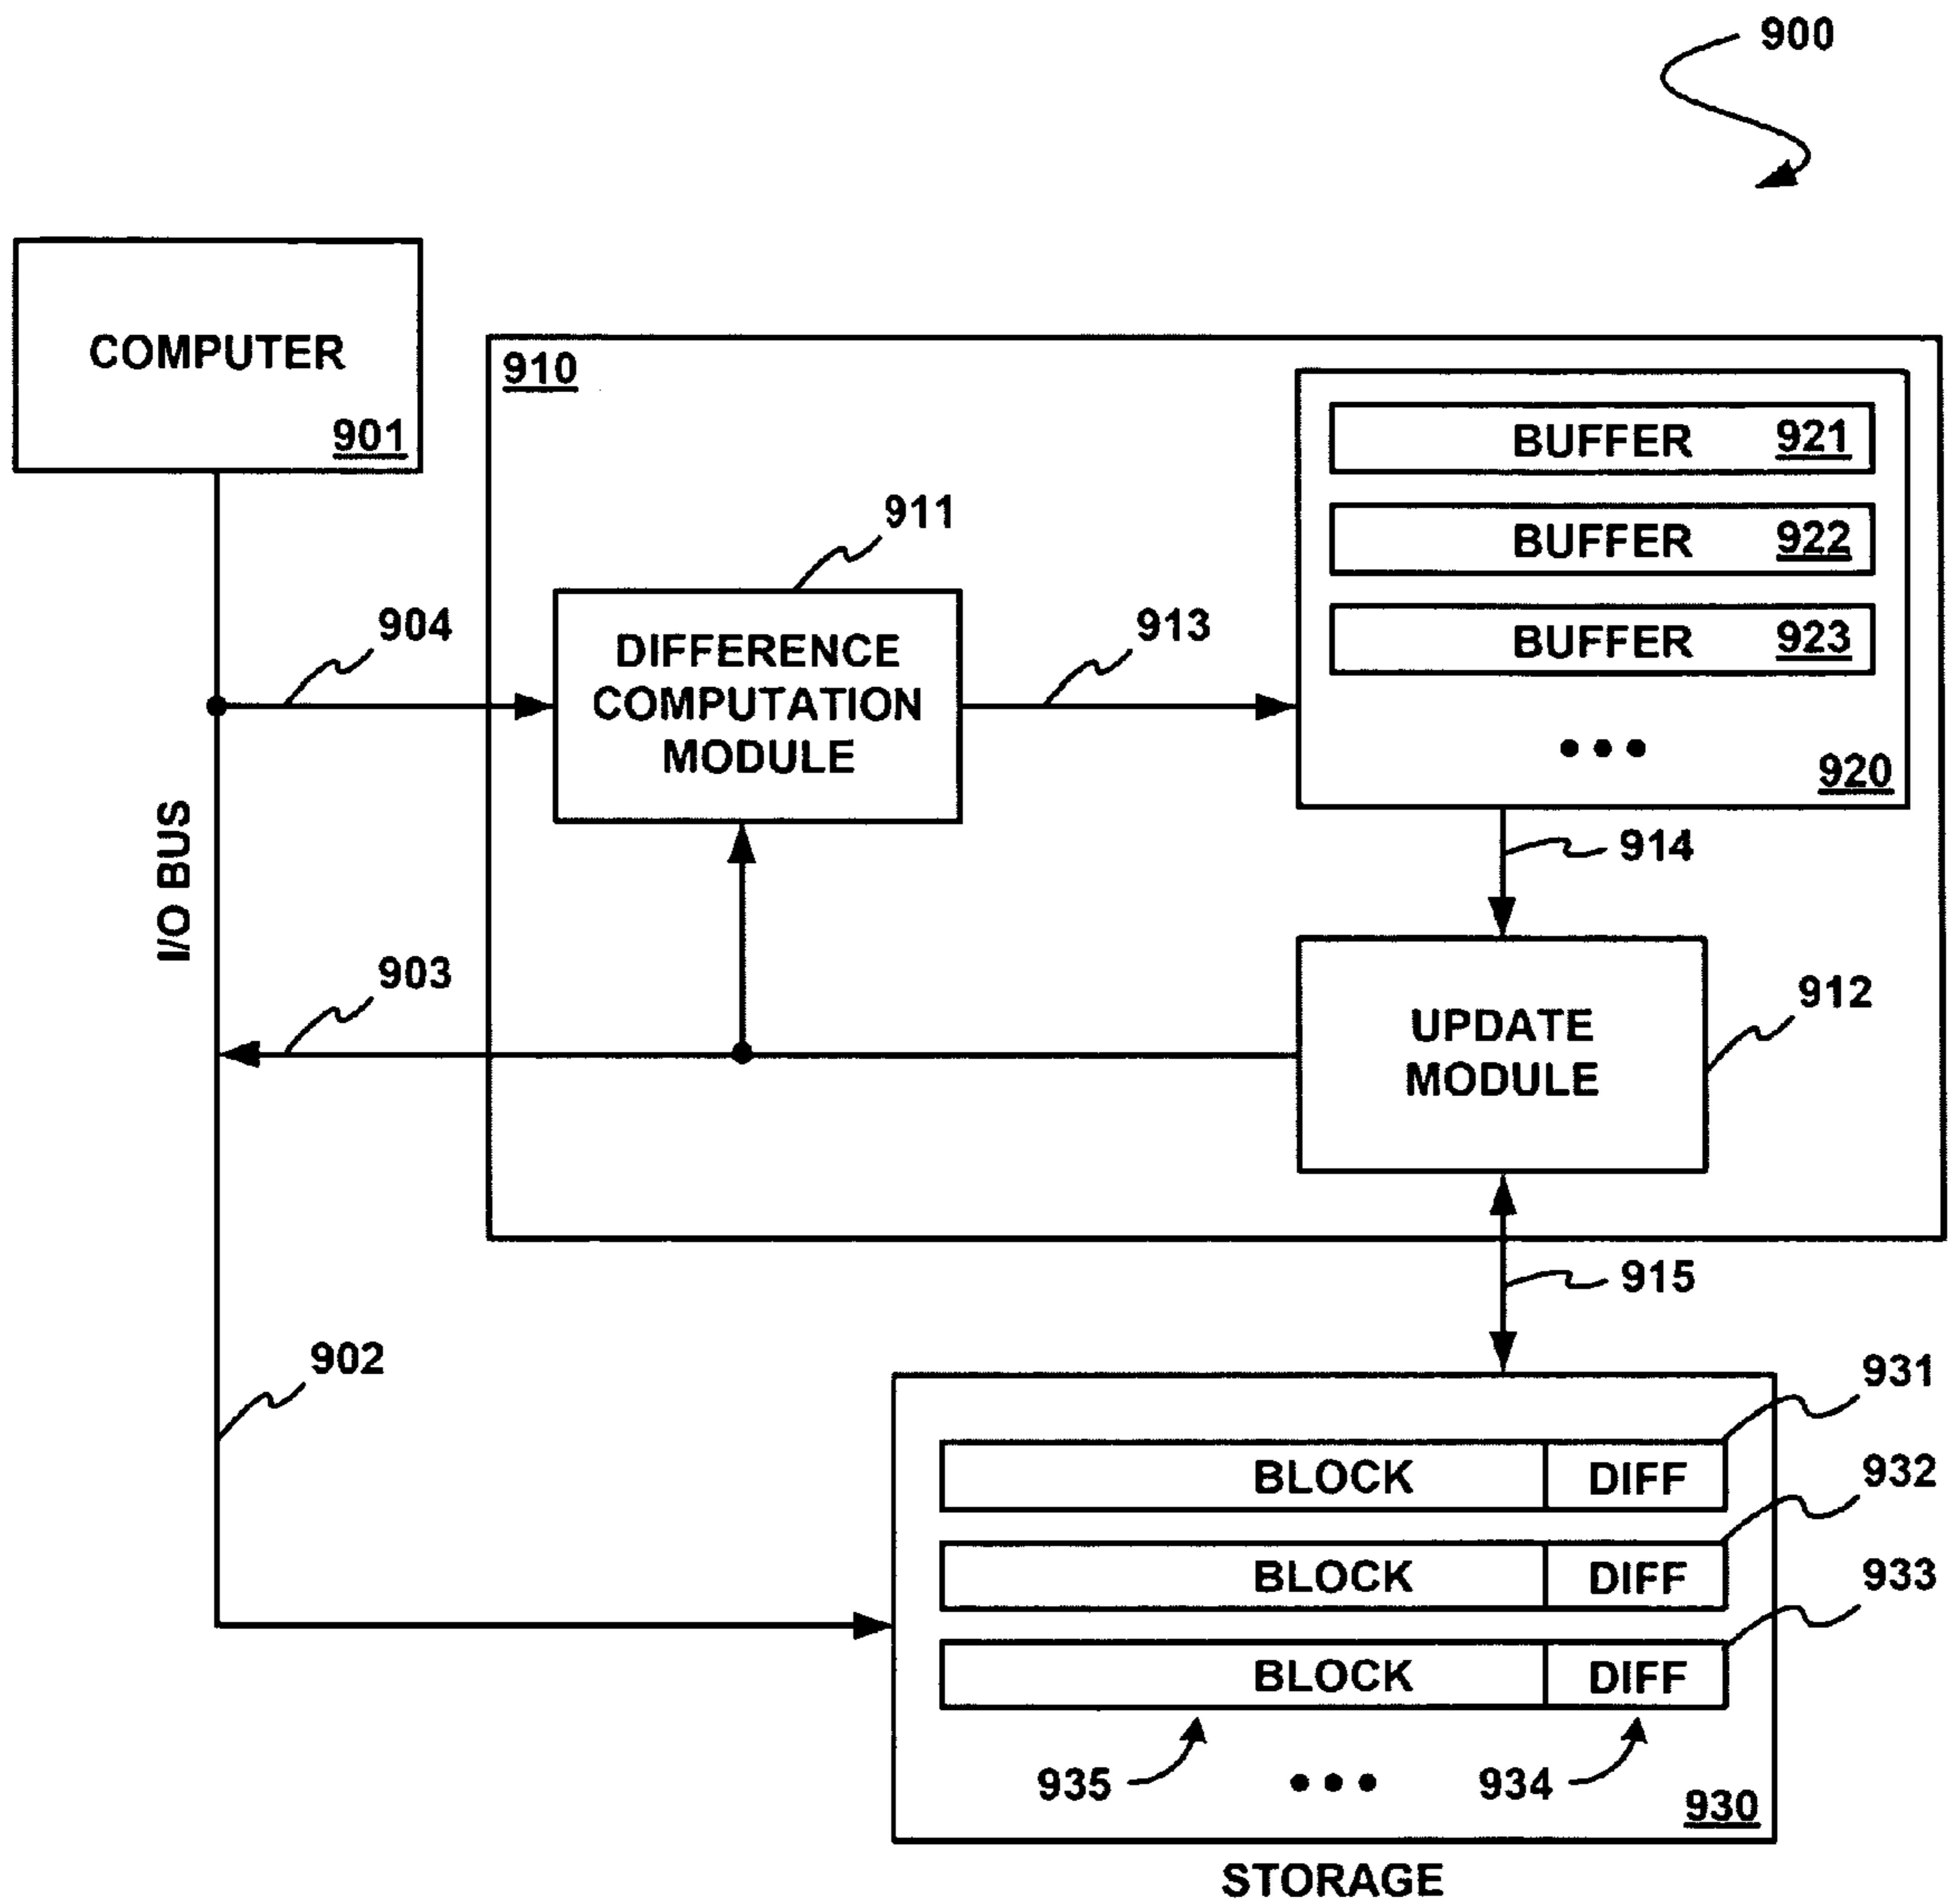 900
COMPUTER
901
910
BUFFER 921
BUFFER 922
BUFFER 923
920
911
904
DIFFERENCE
COMPUTATION
MODULE
913
914
I/O BUS
903
UPDATE
MODULE
912
915
902
931
BLOCK DIFF
932
BLOCK DIFF
933
BLOCK DIFF
935
934
930
STORAGE